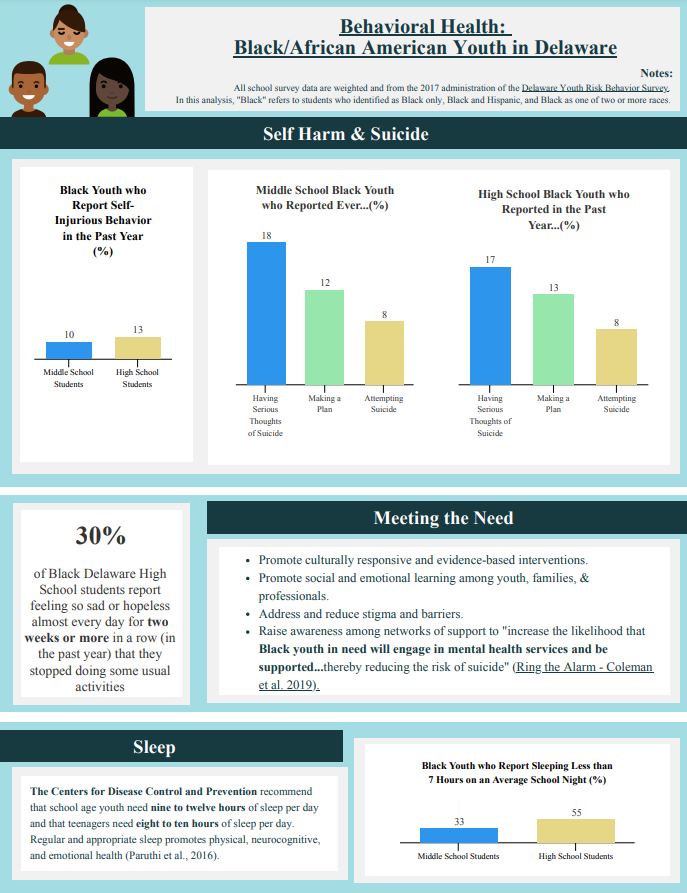 Behavioral Health:
Black/African American Youth in Delaware
Notes:
All school survey data are weighted and from the 2017 administration of the Delaware Youth Risk Behavior Survey.
In this analysis, "Black" refers to students who identified as Black only, Black and Hispanic, and Black as one of two or more races.
Self Harm & Suicide
Black Youth who
Report Self-
Injurious Behavior
in the Past Year
(%)
10
13
Middle School
Students
High School
Students
Middle School Black Youth
who Reported Ever...(%)
18
12
8
Having
Serious
Thoughts
of Suicide
Making a
Plan
Attempting
Suicide
High School Black Youth who
Reported in the Past
Year...(%)
17
13
8
Having
Serious
Thoughts of
Suicide
Making a
Plan
Attempting
Suicide
30%
of Black Delaware High
School students report
feeling so sad or hopeless
almost every day for two
weeks or more in a row (in
the past year) that they
stopped doing some usual
activities
Meeting the Need
• Promote culturally responsive and evidence-based interventions.
• Promote social and emotional learning among youth, families, &
professionals.
• Address and reduce stigma and barriers.
• Raise awareness among networks of support to "increase the likelihood that
Black youth in need will engage in mental health services and be
supported...thereby reducing the risk of suicide" (Ring the Alarm - Coleman
et al. 2019).
Sleep
The Centers for Disease Control and Prevention recommend
that school age youth need nine to twelve hours of sleep per day
and that teenagers need eight to ten hours of sleep per day.
Regular and appropriate sleep promotes physical, neurocognitive,
and emotional health (Paruthi et al., 2016).
Black Youth who Report Sleeping Less than
7 Hours on an Average School Night (%)
33
55
Middle School Students
High School Students